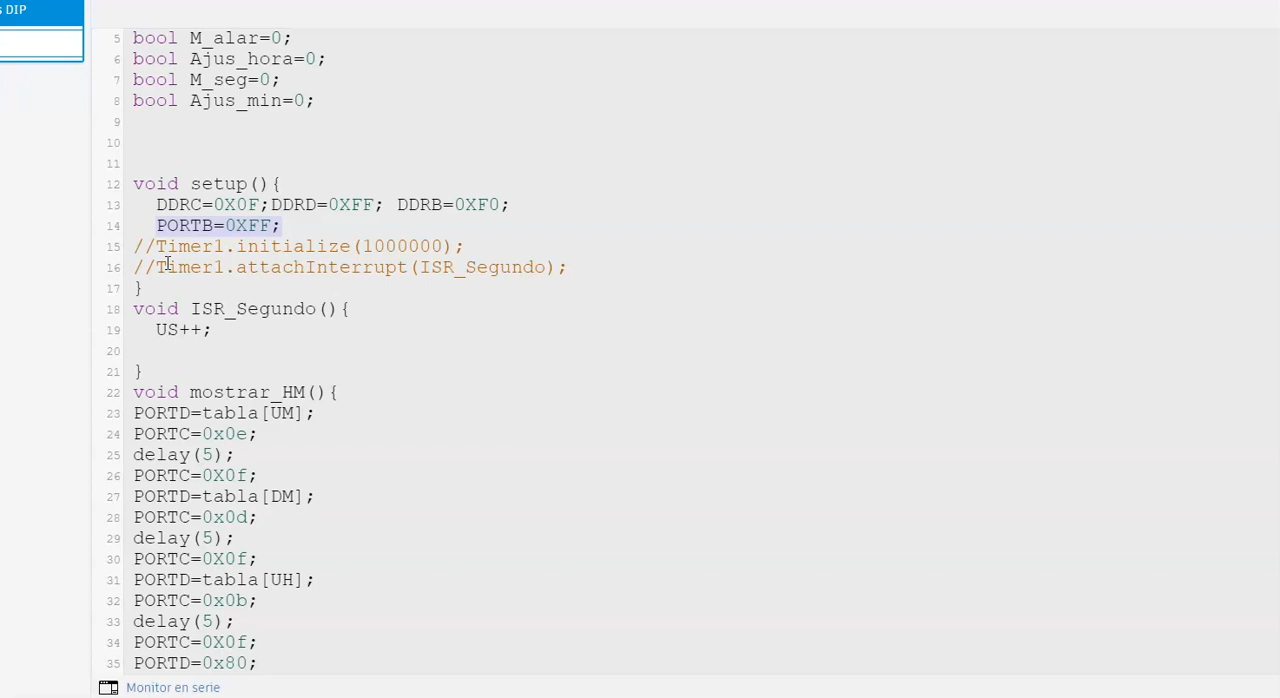 s DIP
5 bool M_alar=0;
6 bool Ajus_hora=0;
7 bool M_seg=0;
8 bool Ajus_min=0;
9
10
11
12 void setup(){
13 DDRC=0X0F;DDRD=0XFF; DDRB=0XF0;
14 PORTB=0XFF;
15 //Timer1.initialize(1000000);
16 //Timer1.attachInterrupt(ISR_Segundo);
17 }
18 void ISR_Segundo(){
19 US++;
20
21 }
22 void mostrar_HM(){
23 PORTD=tabla[UM];
24 PORTC=0x0e;
25 delay(5);
26 PORTC=0X0f;
27 PORTD=tabla[DM];
28 PORTC=0x0d;
29 delay(5);
30 PORTC=0X0f;
31 PORTD=tabla[UH];
32 PORTC=0x0b;
33 delay(5);
34 PORTC=0X0f;
35 PORTD=0x80;
Monitor en serie